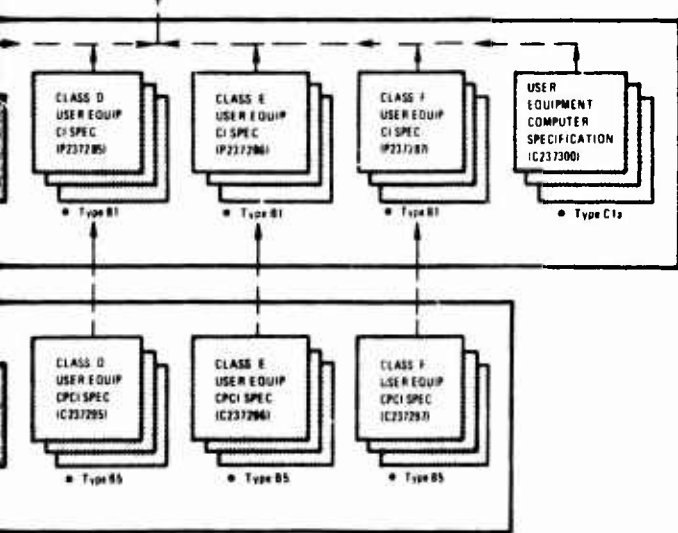 CLASS D
USER EQUIP
CI SPEC
(P237285)
• Type B1
CLASS E
USER EQUIP
CI SPEC
(P237286)
• Type B1
CLASS F
USER EQUIP
CI SPEC
(P237287)
• Type B1
USER
EQUIPMENT
COMPUTER
SPECIFICATION
(C237300)
• Type C1a
CLASS D
USER EQUIP
CPCI SPEC
(C237295)
• Type B5
CLASS E
USER EQUIP
CPCI SPEC
(C237296)
• Type B5
CLASS F
USER EQUIP
CPCI SPEC
(C237297)
• Type B5